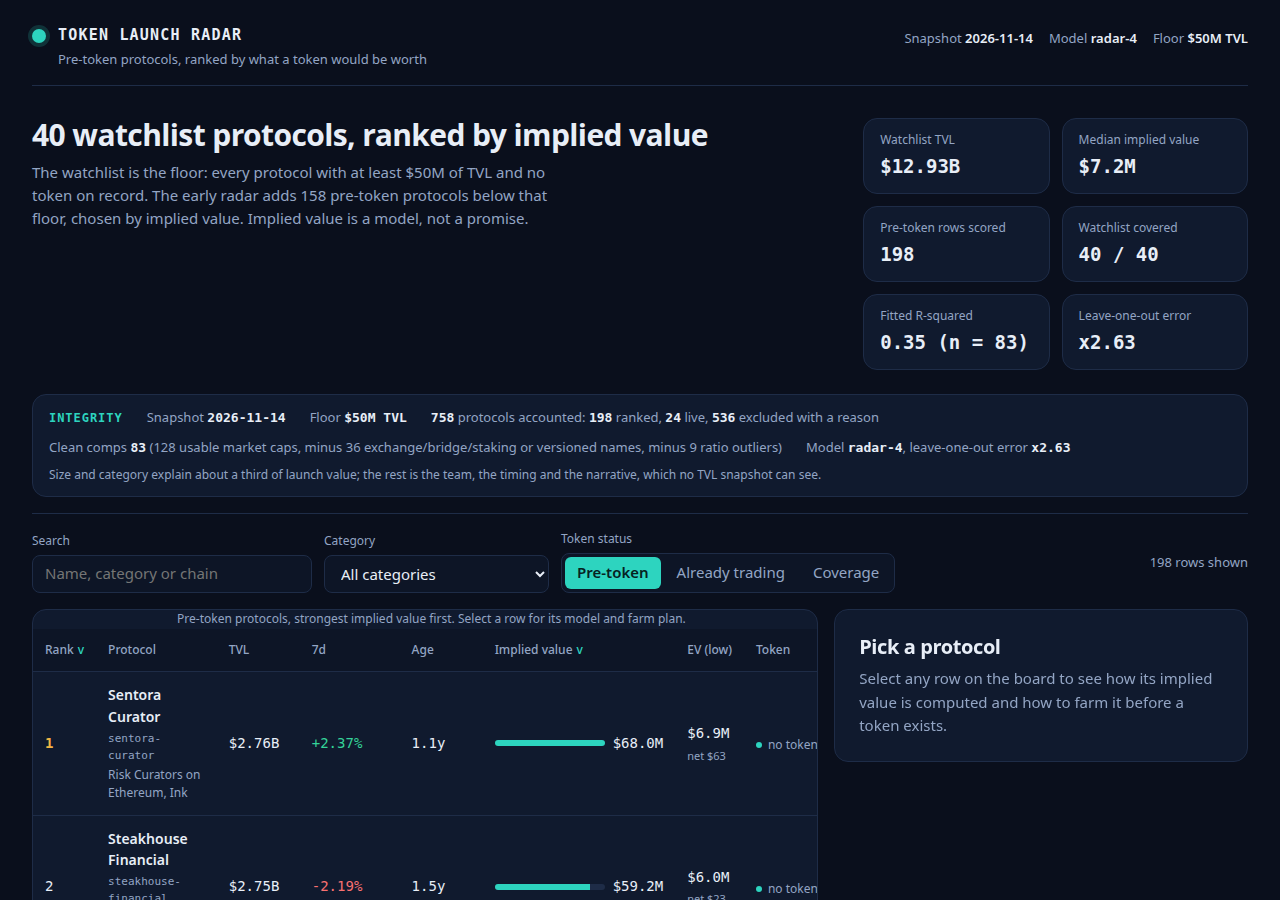 TOKEN LAUNCH RADAR
Pre-token protocols, ranked by what a token would be worth
Snapshot 2026-11-14 Model radar-4 Floor $50M TVL
40 watchlist protocols, ranked by implied value
The watchlist is the floor: every protocol with at least $50M of TVL and no
token on record. The early radar adds 158 pre-token protocols below that
floor, chosen by implied value. Implied value is a model, not a promise.
Watchlist TVL
$12.93B
Median implied value
$7.2M
Pre-token rows scored
198
Watchlist covered
40 / 40
Fitted R-squared
0.35 (n = 83)
Leave-one-out error
x2.63
INTEGRITY Snapshot 2026-11-14 Floor $50M TVL 758 protocols accounted: 198 ranked, 24 live, 536 excluded with a reason
Clean comps 83 (128 usable market caps, minus 36 exchange/bridge/staking or versioned names, minus 9 ratio outliers) Model radar-4, leave-one-out error x2.63
Size and category explain about a third of launch value; the rest is the team, the timing and the narrative, which no TVL snapshot can see.
Search
Name, category or chain
Category
All categories
Token status
Pre-token Already trading Coverage
198 rows shown
Pre-token protocols, strongest implied value first. Select a row for its model and farm plan.
Rank v Protocol TVL 7d Age Implied value v EV (low) Token
1
Sentora
Curator
sentora-
curator
Risk Curators on
Ethereum, Ink
$2.76B +2.37% 1.1y $68.0M
$6.9M
net $63
no token
2
Steakhouse
Financial
steakhouse-
financial
$2.75B -2.19% 1.5y $59.2M
$6.0M
net $23
no token
Pick a protocol
Select any row on the board to see how its implied
value is computed and how to farm it before a
token exists.